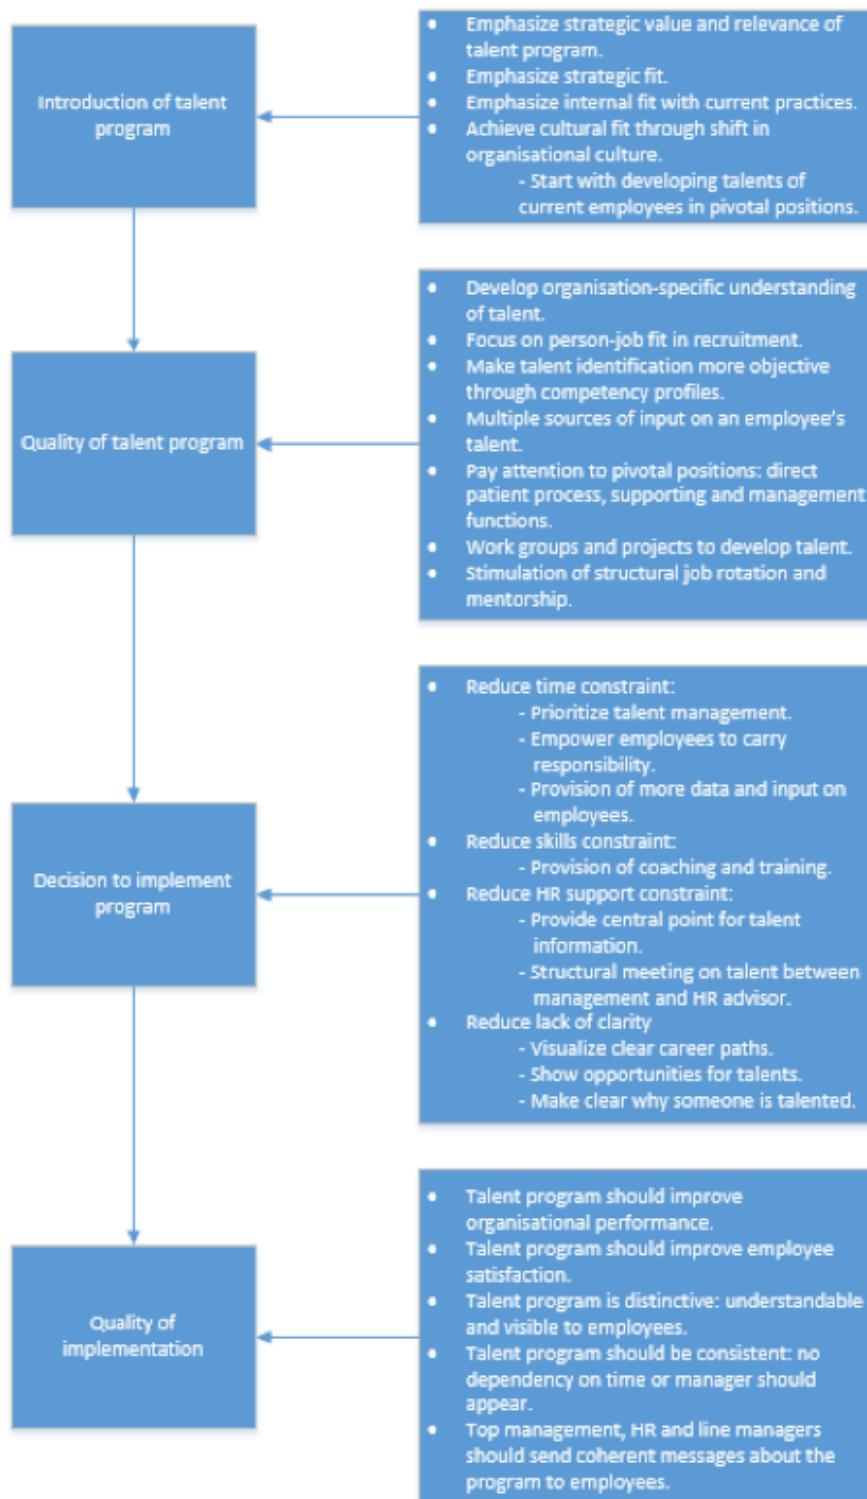 Introduction of talent
program
• Emphasize strategic value and relevance of
talent program.
• Emphasize strategic fit.
• Emphasize internal fit with current practices.
• Achieve cultural fit through shift in
organisational culture.
- Start with developing talents of
current employees in pivotal positions.
Quality of talent program
• Develop organisation-specific understanding
of talent.
• Focus on person-job fit in recruitment.
• Make talent identification more objective
through competency profiles.
• Multiple sources of input on an employee's
talent.
• Pay attention to pivotal positions: direct
patient process, supporting and management
functions.
• Work groups and projects to develop talent.
• Stimulation of structural job rotation and
mentorship.
Decision to implement
program
• Reduce time constraint:
- Prioritize talent management.
- Empower employees to carry
responsibility.
- Provision of more data and input on
employees.
• Reduce skills constraint:
- Provision of coaching and training.
• Reduce HR support constraint:
- Provide central point for talent
information.
- Structural meeting on talent between
management and HR advisor.
• Reduce lack of clarity
- Visualize clear career paths.
- Show opportunities for talents.
- Make clear why someone is talented.
Quality of
implementation
• Talent program should improve
organisational performance.
• Talent program should improve employee
satisfaction.
• Talent program is distinctive: understandable
and visible to employees.
• Talent program should be consistent: no
dependency on time or manager should
appear.
• Top management, HR and line managers
should send coherent messages about the
program to employees.